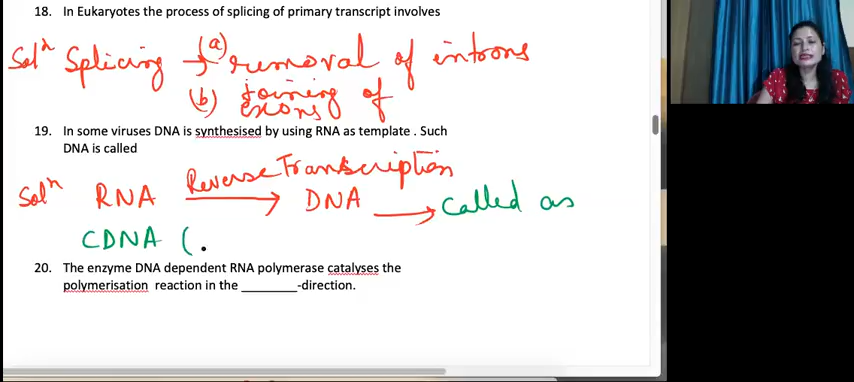 18. In Eukaryotes the process of splicing of primary transcript involves
Solⁿ Splicing → (a) removal of introns
(b) joining of
exons
19. In some viruses DNA is synthesised by using RNA as template . Such
DNA is called
Solⁿ RNA Reverse Transcription → DNA → called as
CDNA (
20. The enzyme DNA dependent RNA polymerase catalyses the
polymerisation reaction in the ________-direction.